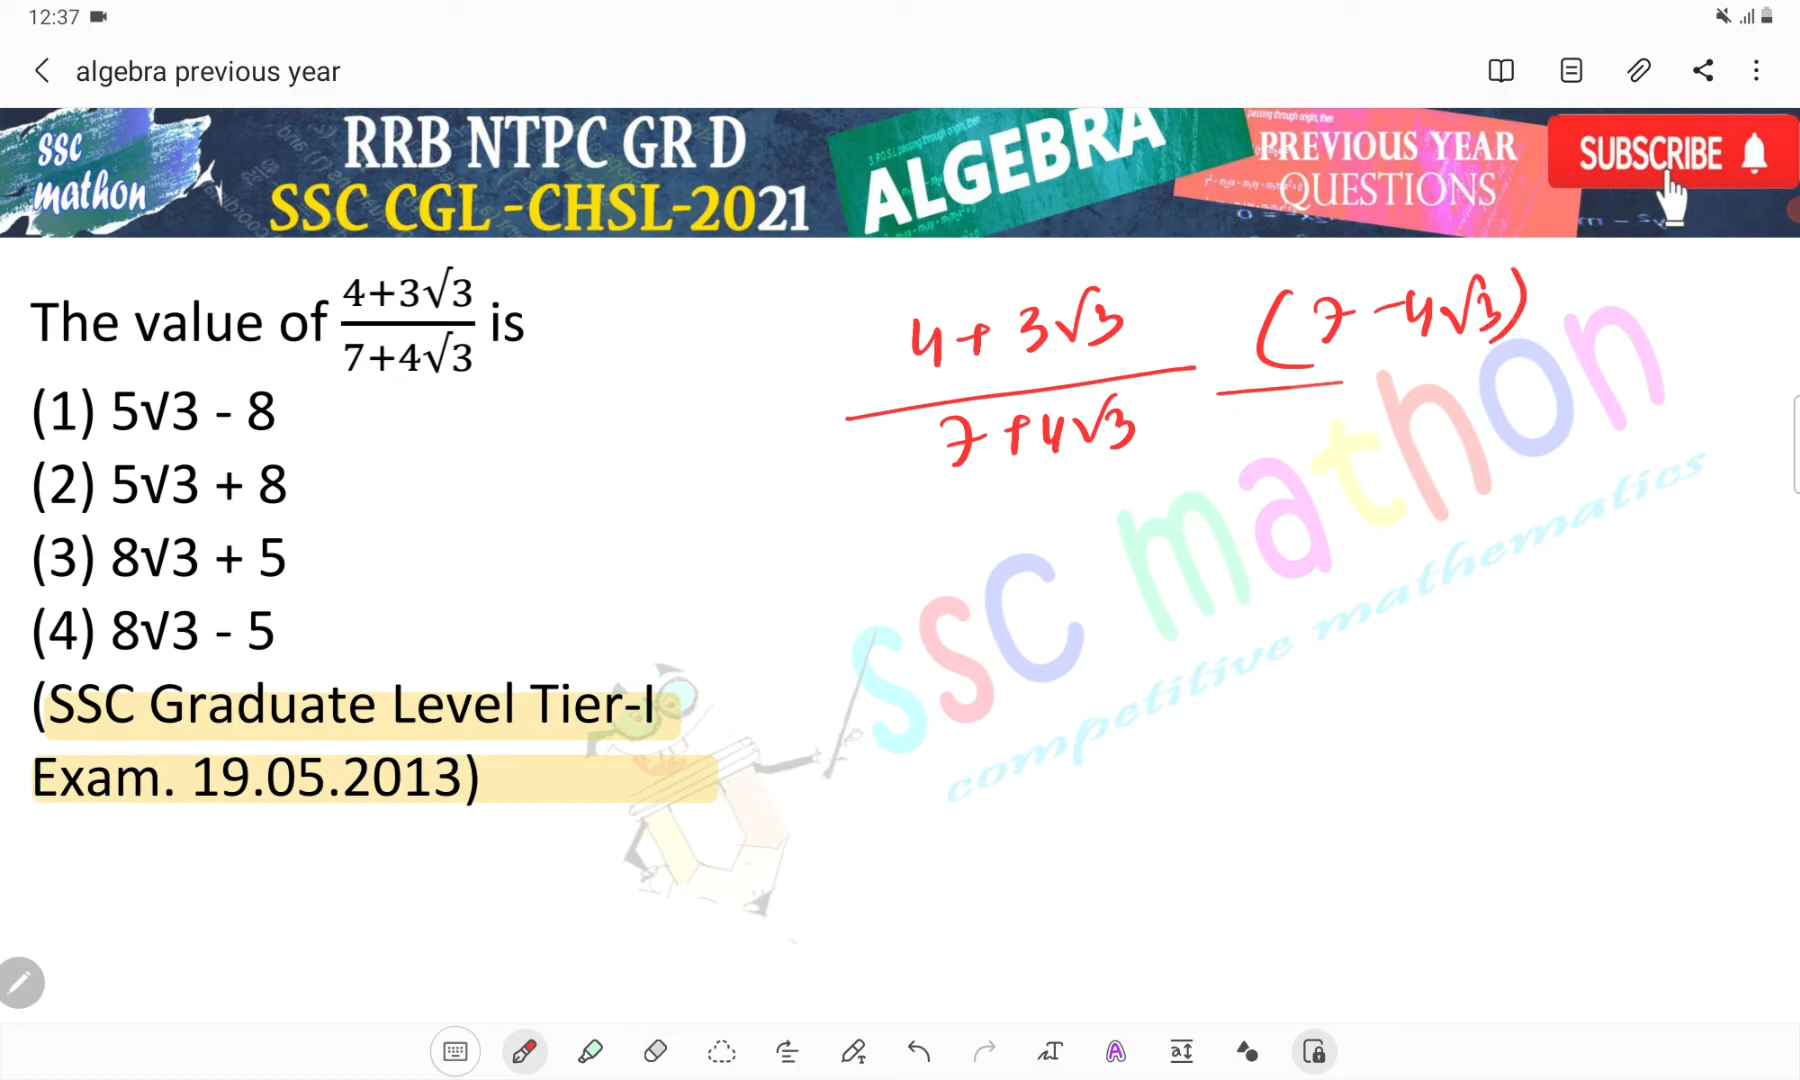 12:37
algebra previous year
ssc
mathon
RRB NTPC GR D
SSC CGL -CHSL-2021
ALGEBRA
PREVIOUS YEAR
QUESTIONS
SUBSCRIBE
The value of (4+3√3)/(7+4√3) is
(1) 5√3 - 8
(2) 5√3 + 8
(3) 8√3 + 5
(4) 8√3 - 5
(SSC Graduate Level Tier-I
Exam. 19.05.2013)
4 + 3√3 (7 - 4√3)
7 + 4√3
SSC mathon
competitive mathematics